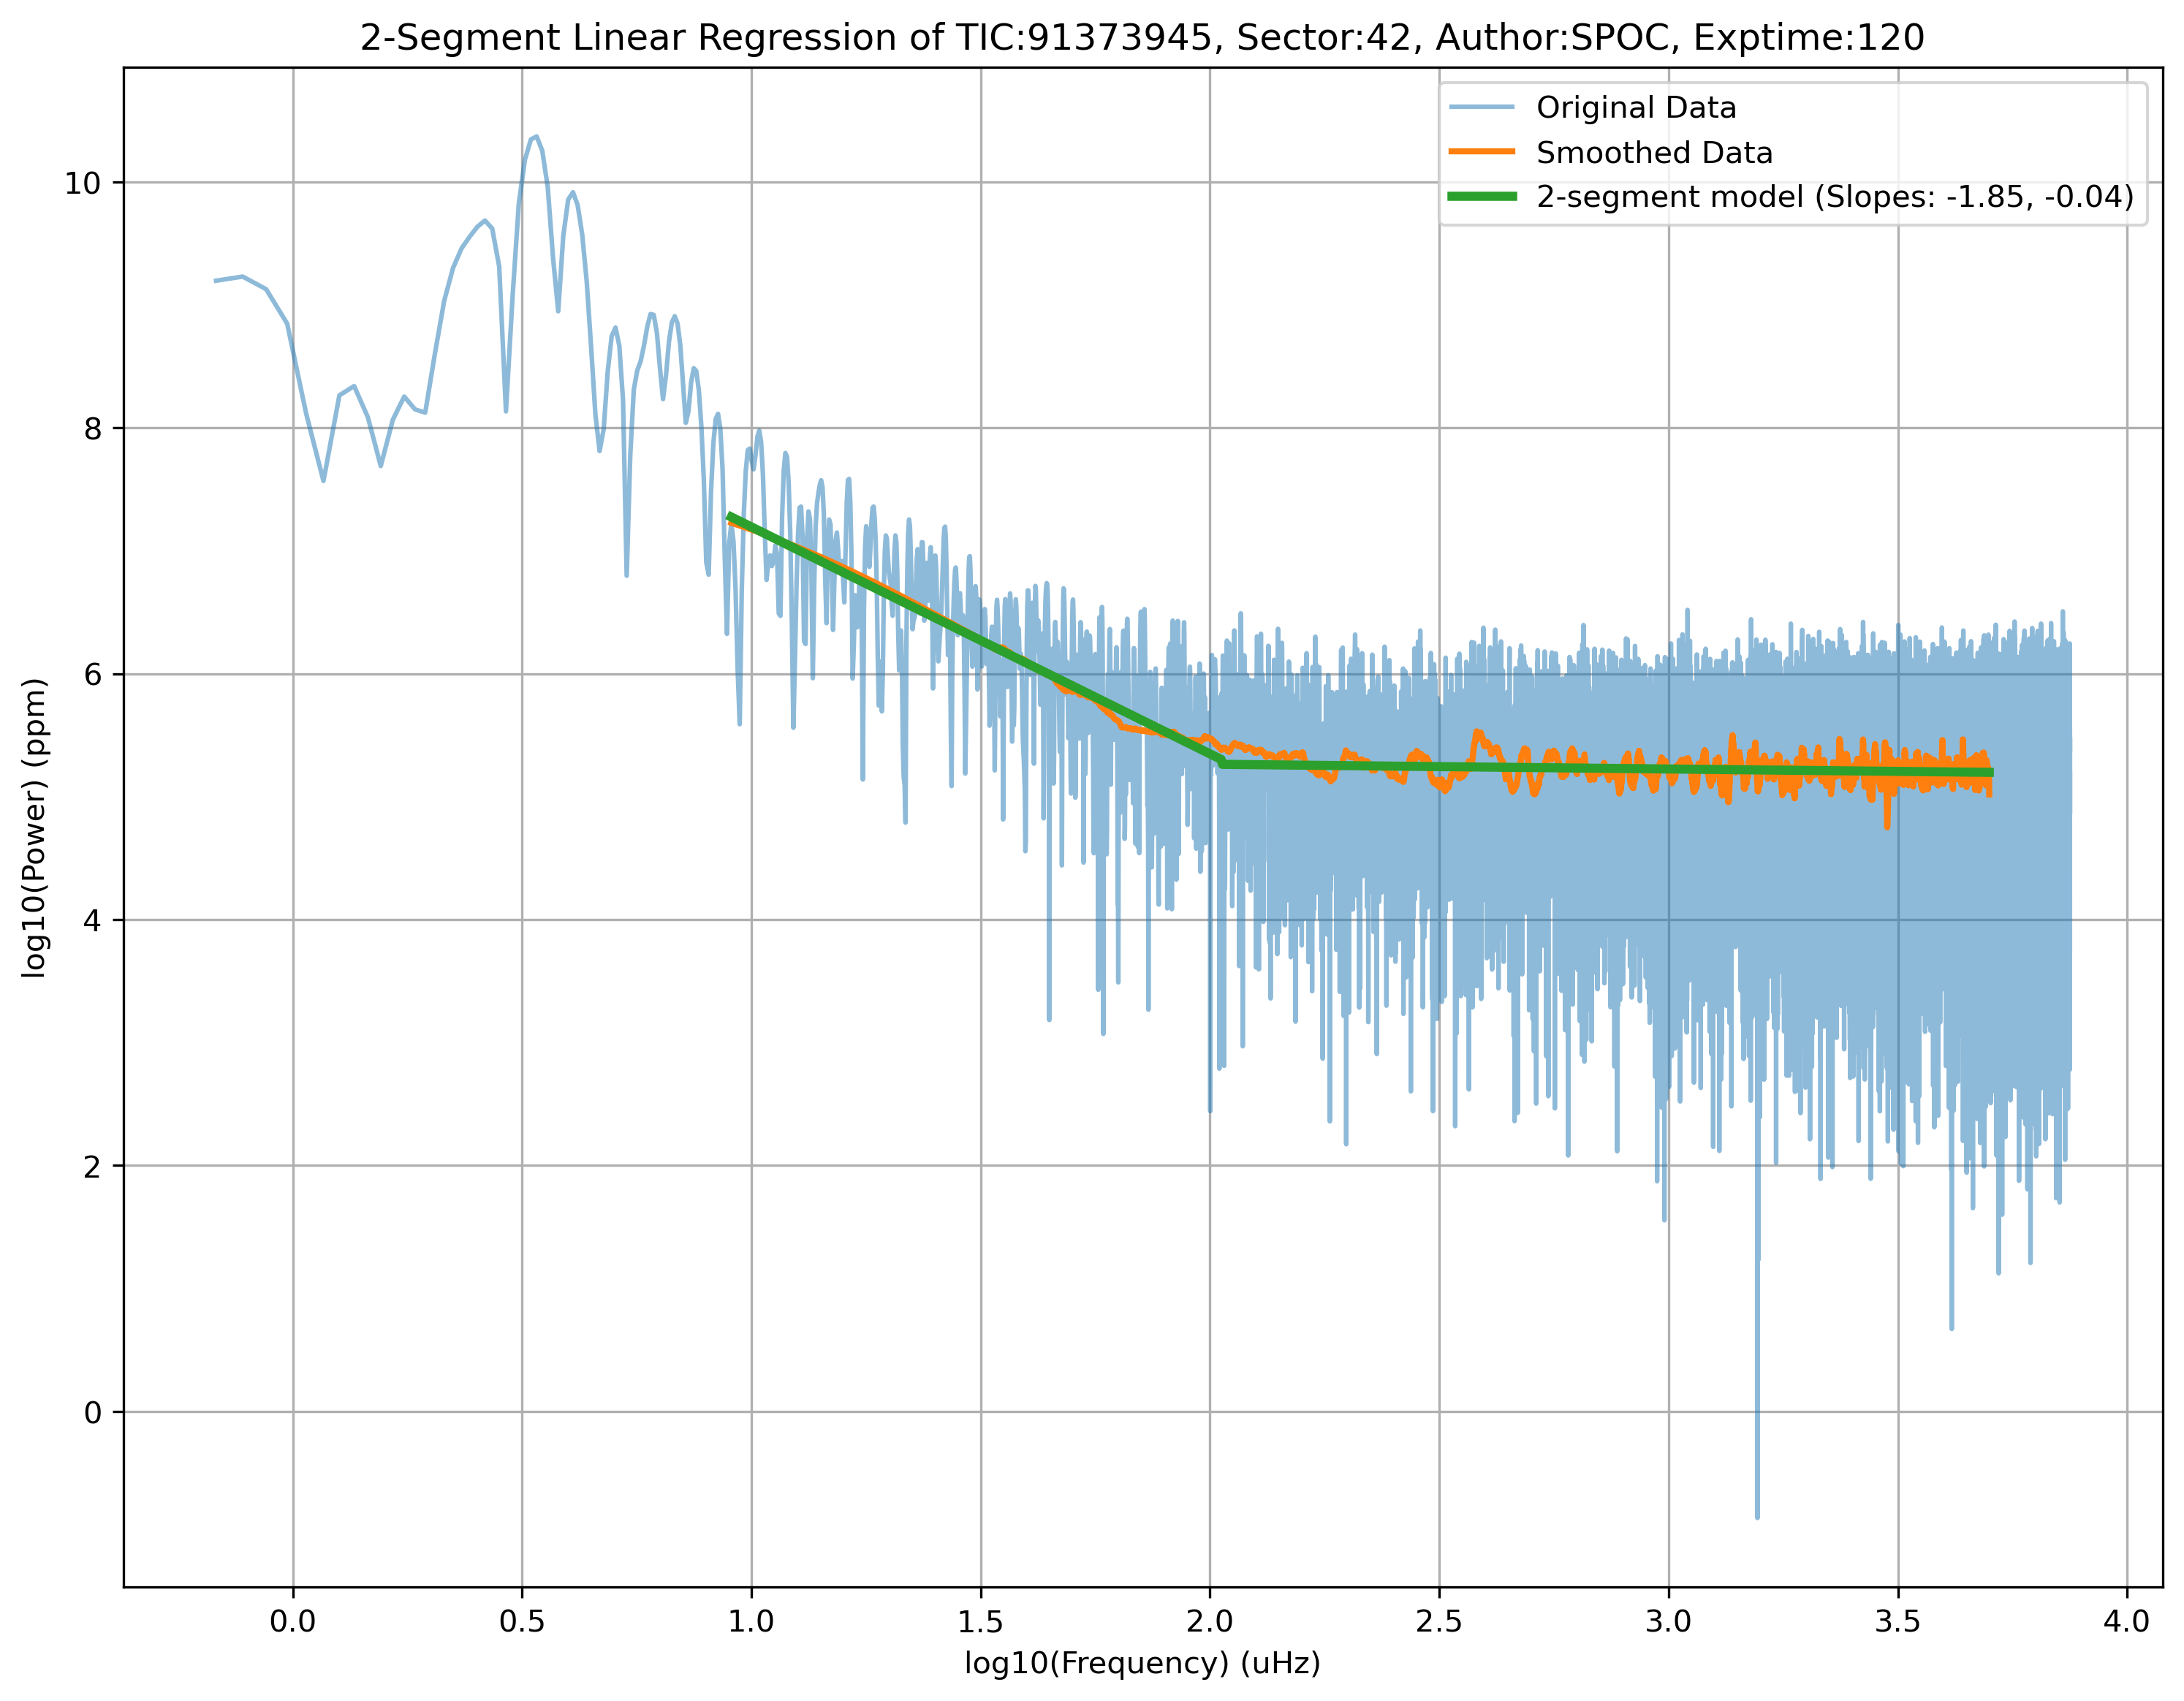 2-Segment Linear Regression of TIC:91373945, Sector:42, Author:SPOC, Exptime:120
Original Data
Smoothed Data
2-segment model (Slopes: -1.85, -0.04)
log10(Power) (ppm)
10
8
6
4
2
0
0.0 0.5 1.0 1.5 2.0 2.5 3.0 3.5 4.0
log10(Frequency) (uHz)